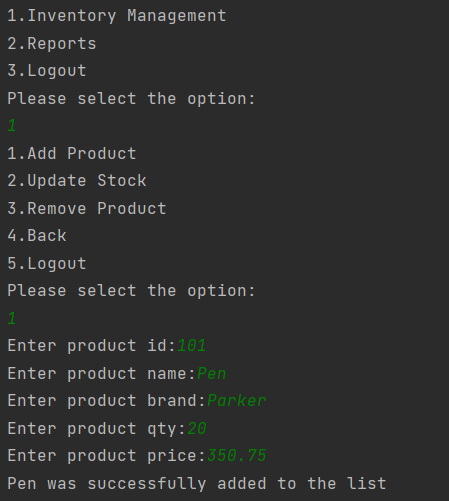 1.Inventory Management
2.Reports
3.Logout
Please select the option:
1
1.Add Product
2.Update Stock
3.Remove Product
4.Back
5.Logout
Please select the option:
1
Enter product id:101
Enter product name:Pen
Enter product brand:Parker
Enter product qty:20
Enter product price:350.75
Pen was successfully added to the list